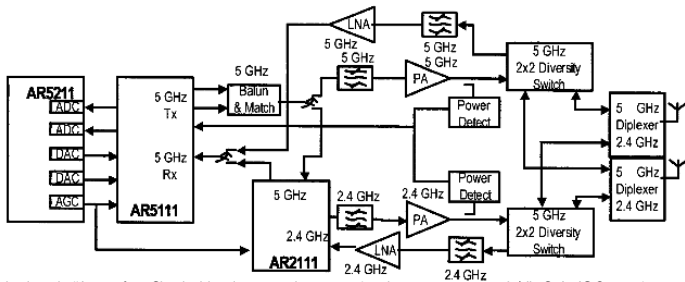 LNA
5 GHz
5 GHz
5 GHz
5 GHz
2x2 Diversity
Switch
AR5211
ADC
ADC
DAC
DAC
AGC
5 GHz
Tx
5 GHz
Rx
AR5111
5 GHz
Balun
& Match
5 GHz
PA
Power
Detect
5 GHz
Diplexer
2.4 GHz
5 GHz
Diplexer
2.4 GHz
5 GHz
2.4 GHz
AR2111
2.4 GHz
2.4 GHz
PA
Power
Detect
LNA
2.4 GHz
2.4 GHz
5 GHz
2x2 Diversity
Switch